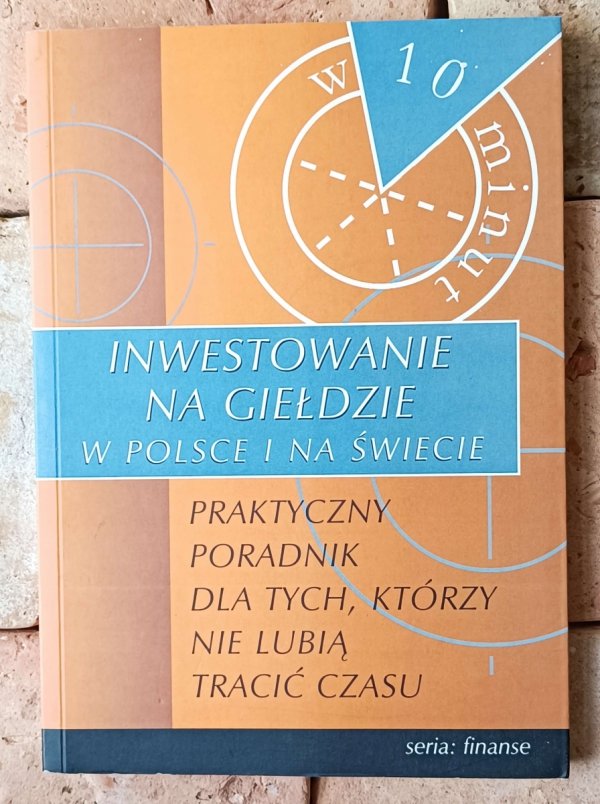 w 10 minut
INWESTOWANIE
NA GIEŁDZIE
W POLSCE I NA ŚWIECIE
PRAKTYCZNY
PORADNIK
DLA TYCH, KTÓRZY
NIE LUBIĄ
TRACIĆ CZASU
seria: finanse